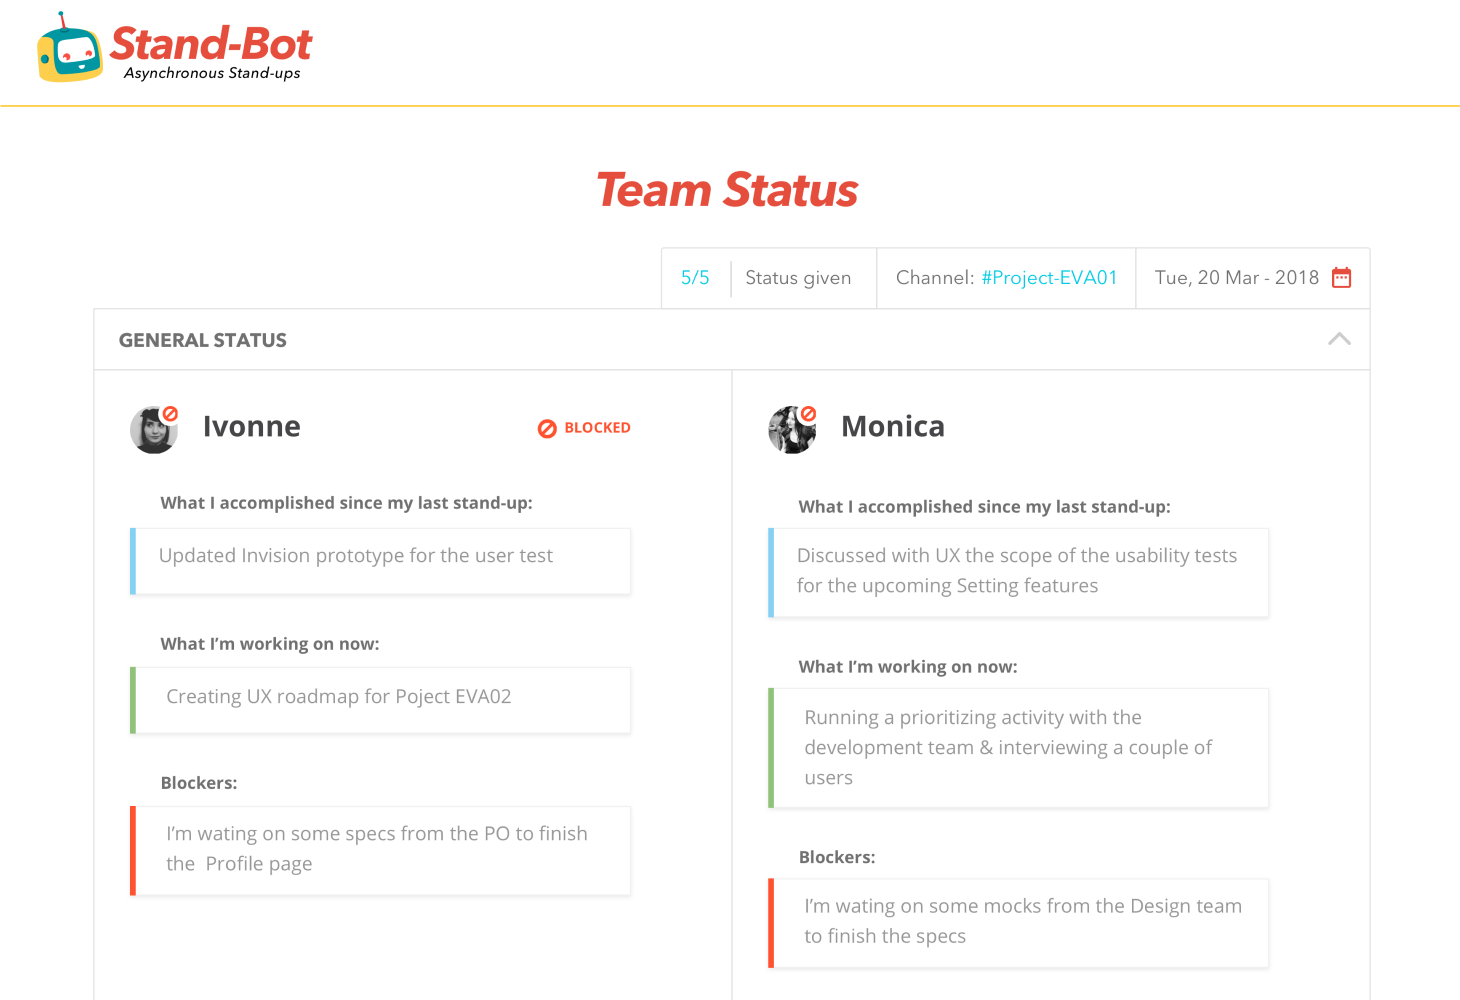 Stand-Bot
Asynchronous Stand-ups
Team Status
5/5 Status given Channel: #Project-EVA01 Tue, 20 Mar - 2018
GENERAL STATUS
Ivonne BLOCKED
What I accomplished since my last stand-up:
Updated Invision prototype for the user test
What I’m working on now:
Creating UX roadmap for Poject EVA02
Blockers:
I’m wating on some specs from the PO to finish
the Profile page
Monica
What I accomplished since my last stand-up:
Discussed with UX the scope of the usability tests
for the upcoming Setting features
What I’m working on now:
Running a prioritizing activity with the
development team & interviewing a couple of
users
Blockers:
I’m wating on some mocks from the Design team
to finish the specs